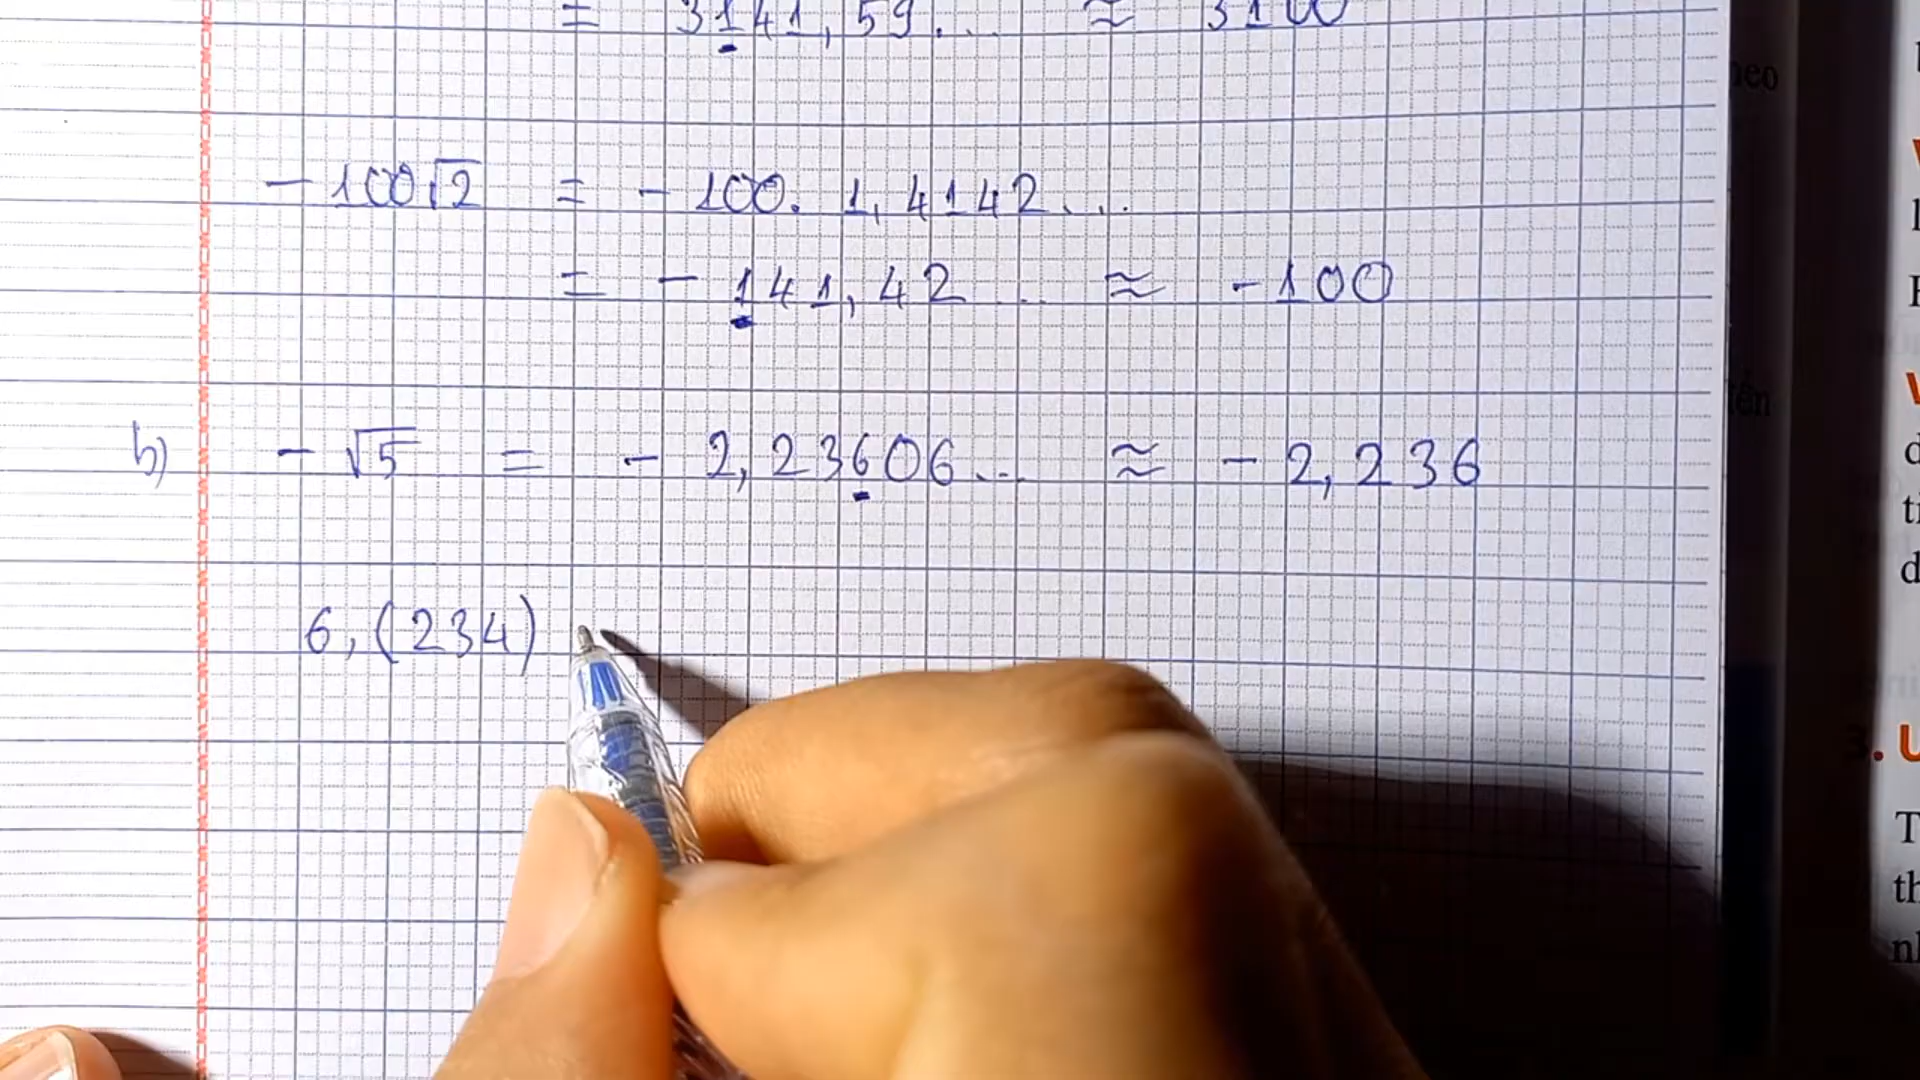 = 3141,59... ≈ 3100
- 100√2 = - 100. 1,4142...
= - 141,42... ≈ -100
b) - √5 = - 2,23606... ≈ - 2,236
6,(234)